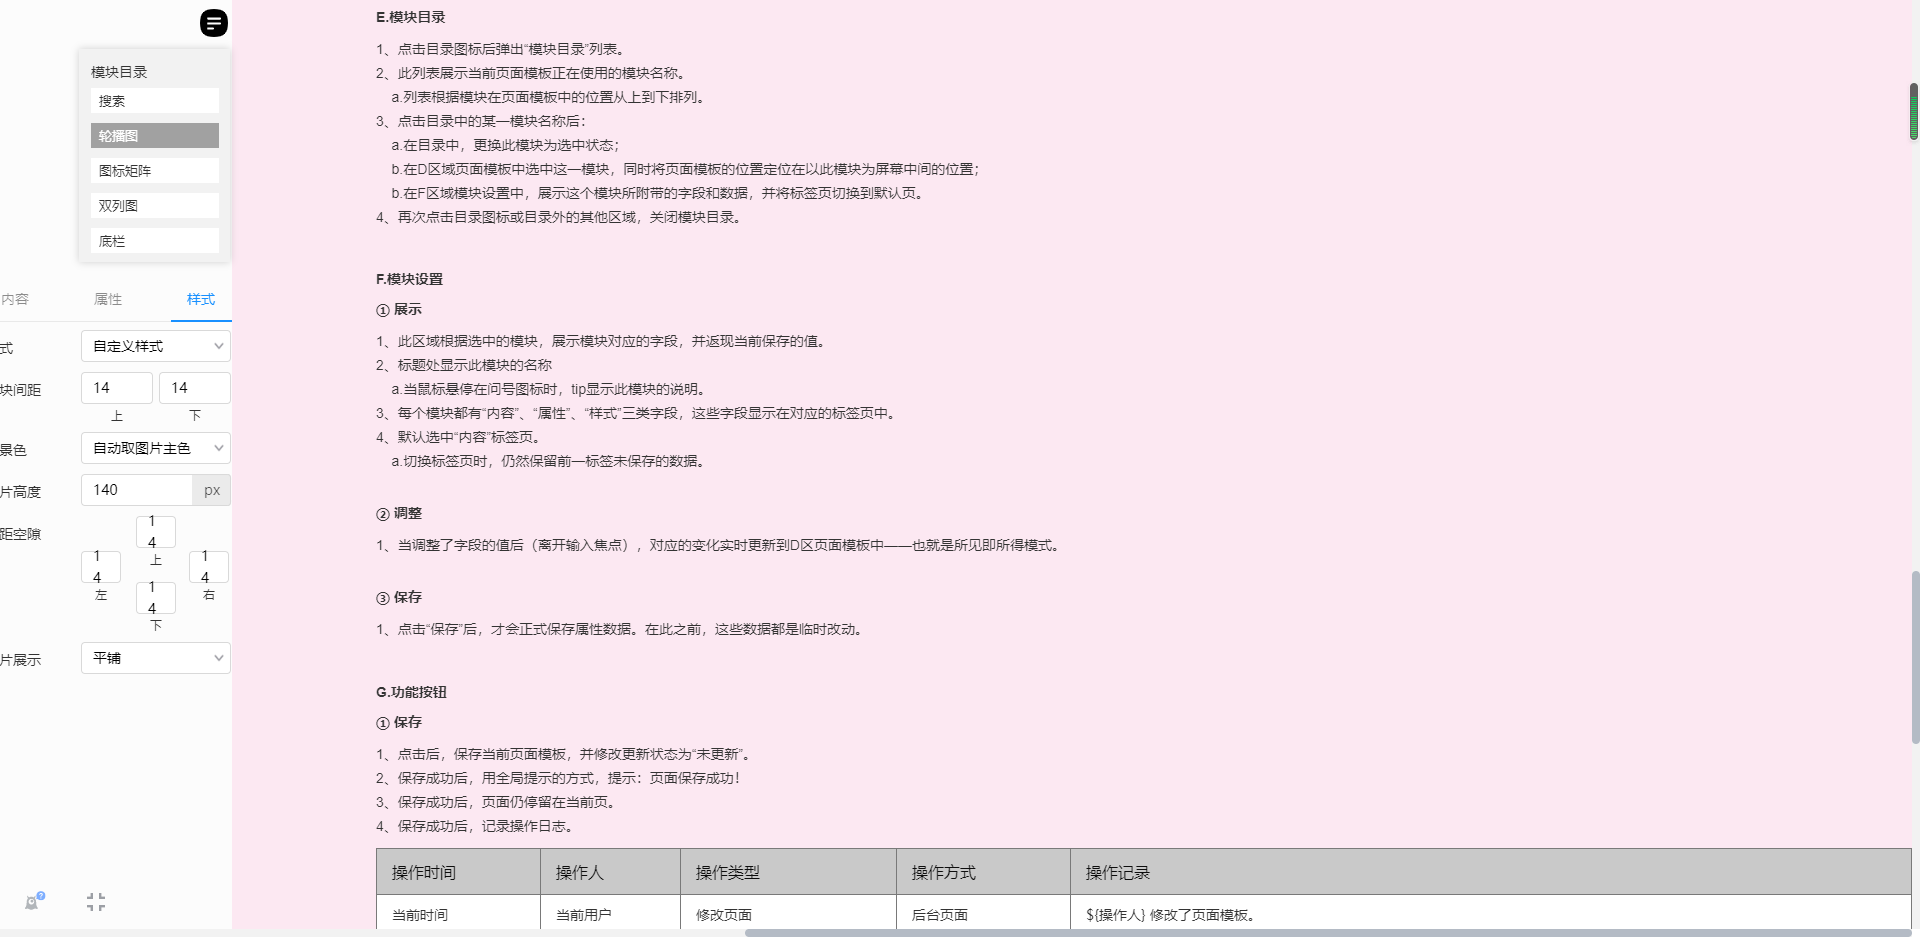 模块目录
搜索
轮播图
图标矩阵
双列图
底栏
内容
属性
样式
式
自定义样式
块间距
14
14
上
下
景色
自动取图片主色
片高度
140
px
距空隙
14
上
14
左
14
右
14
下
片展示
平铺
E.模块目录
1、点击目录图标后弹出“模块目录”列表。
2、此列表展示当前页面模板正在使用的模块名称。
a.列表根据模块在页面模板中的位置从上到下排列。
3、点击目录中的某一模块名称后：
a.在目录中，更换此模块为选中状态；
b.在D区域页面模板中选中这一模块，同时将页面模板的位置定位在以此模块为屏幕中间的位置；
b.在F区域模块设置中，展示这个模块所附带的字段和数据，并将标签页切换到默认页。
4、再次点击目录图标或目录外的其他区域，关闭模块目录。
F.模块设置
① 展示
1、此区域根据选中的模块，展示模块对应的字段，并返现当前保存的值。
2、标题处显示此模块的名称
a.当鼠标悬停在问号图标时，tip显示此模块的说明。
3、每个模块都有“内容”、“属性”、“样式”三类字段，这些字段显示在对应的标签页中。
4、默认选中“内容”标签页。
a.切换标签页时，仍然保留前一标签未保存的数据。
② 调整
1、当调整了字段的值后（离开输入焦点），对应的变化实时更新到D区页面模板中——也就是所见即所得模式。
③ 保存
1、点击“保存”后，才会正式保存属性数据。在此之前，这些数据都是临时改动。
G.功能按钮
① 保存
1、点击后，保存当前页面模板，并修改更新状态为“未更新”。
2、保存成功后，用全局提示的方式，提示：页面保存成功！
3、保存成功后，页面仍停留在当前页。
4、保存成功后，记录操作日志。
操作时间 操作人 操作类型 操作方式 操作记录
当前时间 当前用户 修改页面 后台页面 ${操作人} 修改了页面模板。